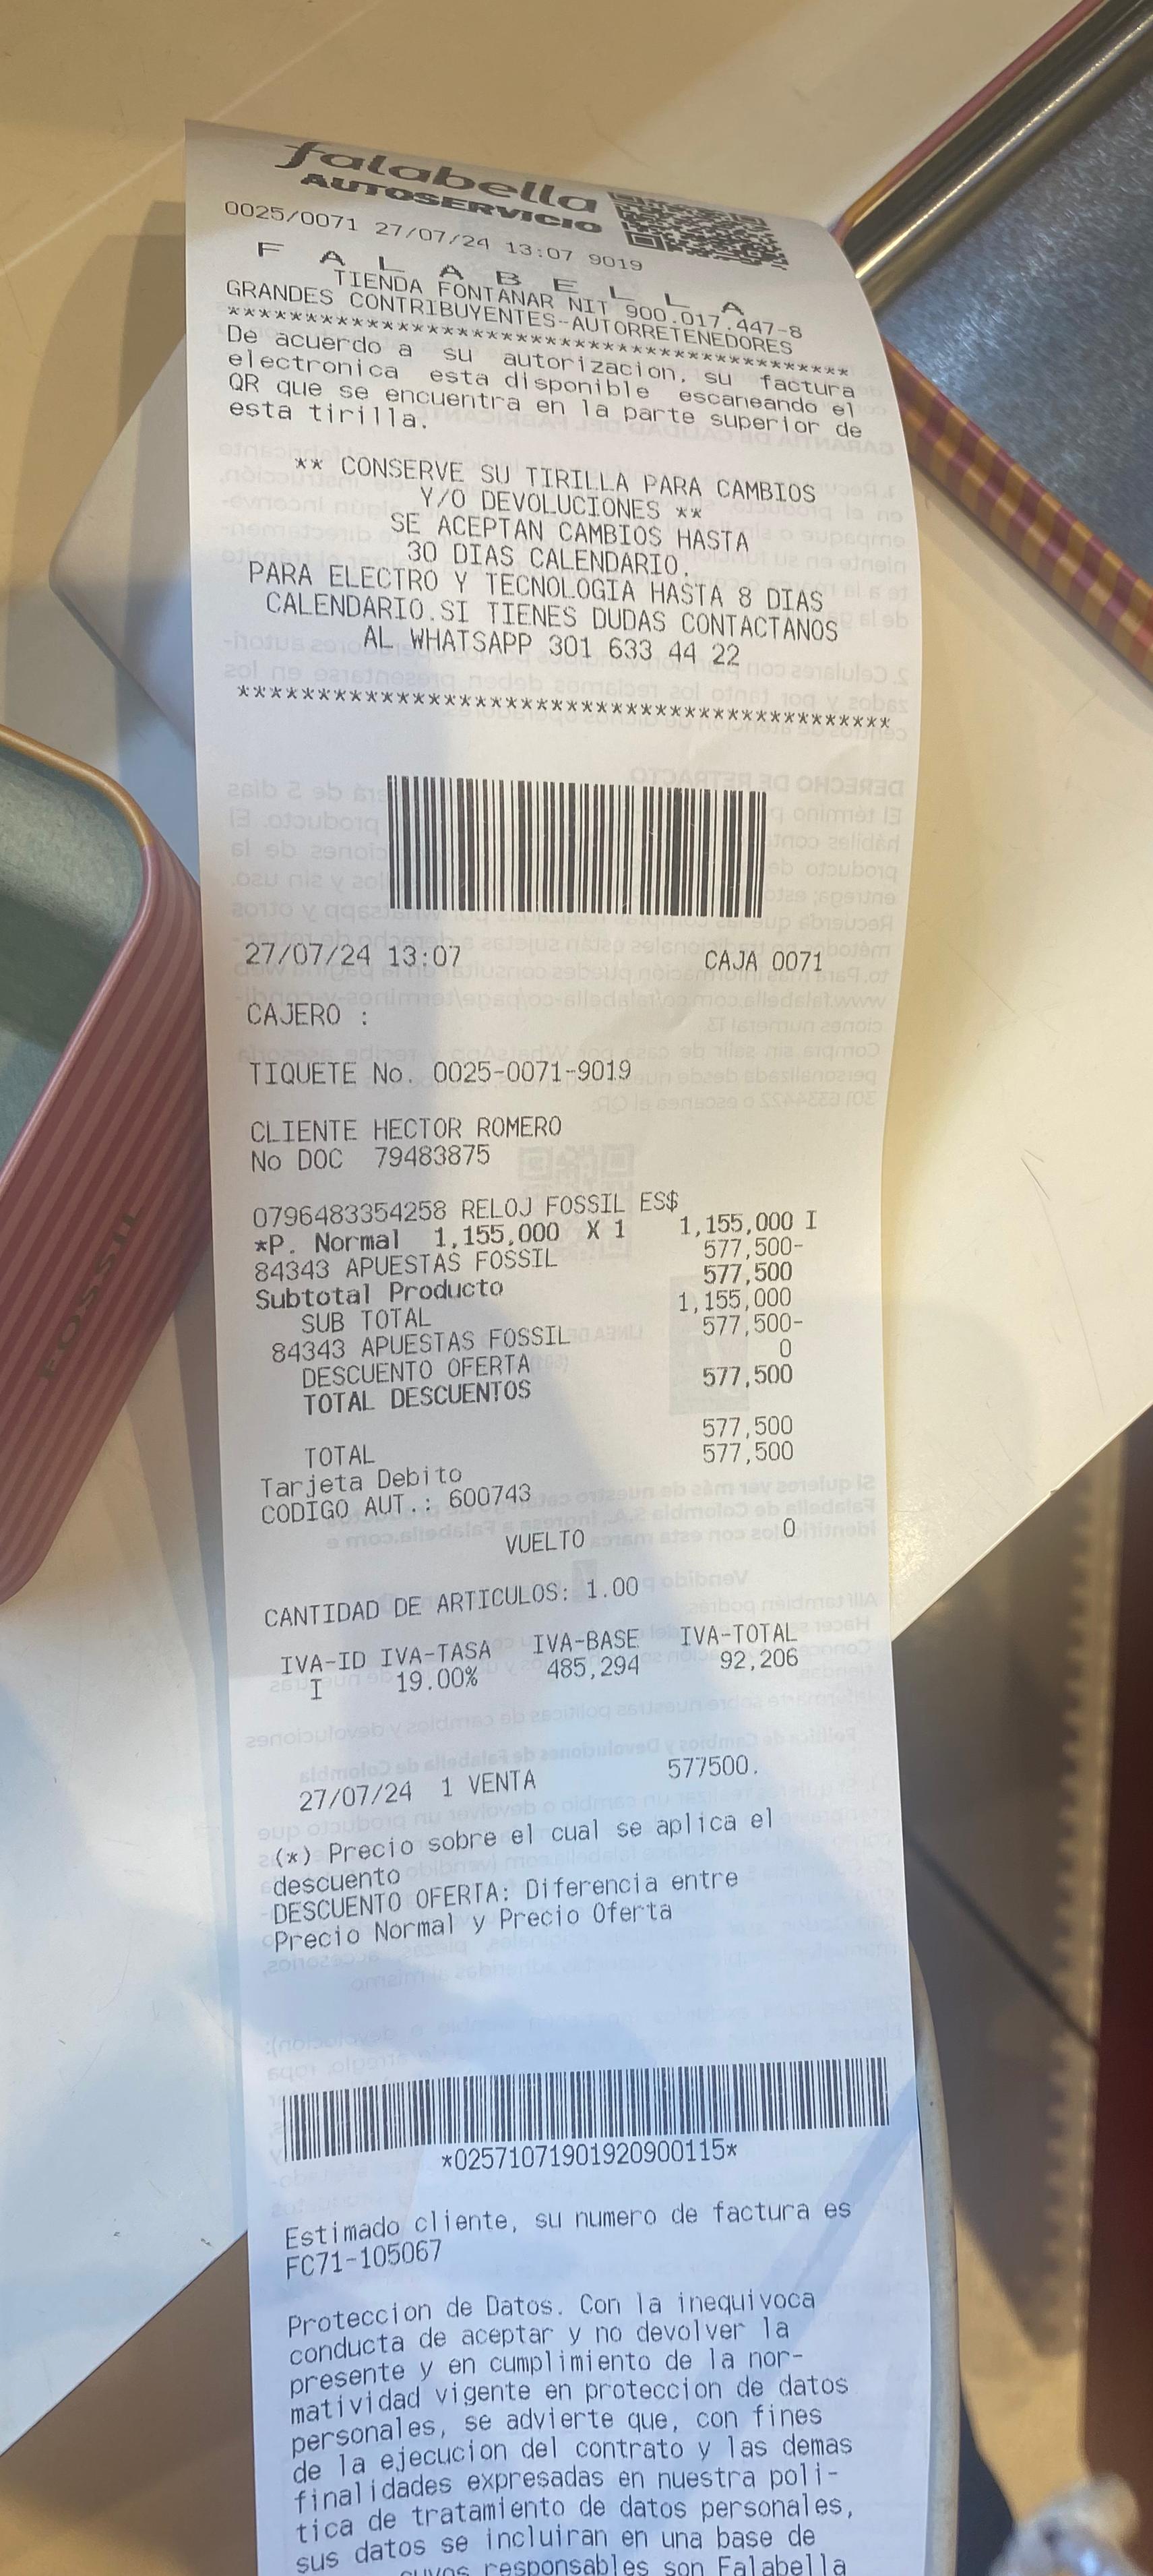 falabella
AUTOSERVICIO
0025/0071 27/07/24 13:07 9019
F A L A B E L L A
TIENDA FONTANAR NIT 900.017.447-8
GRANDES CONTRIBUYENTES-AUTORRETENEDORES
******************************************
De acuerdo a su autorizacion, su factura
electronica esta disponible escaneando el
QR que se encuentra en la parte superior de
esta tirilla.
** CONSERVE SU TIRILLA PARA CAMBIOS
Y/O DEVOLUCIONES **
SE ACEPTAN CAMBIOS HASTA
30 DIAS CALENDARIO.
PARA ELECTRO Y TECNOLOGIA HASTA 8 DIAS
CALENDARIO.SI TIENES DUDAS CONTACTANOS
AL WHATSAPP 301 633 44 22
******************************************
27/07/24 13:07 CAJA 0071
CAJERO :
TIQUETE No. 0025-0071-9019
CLIENTE HECTOR ROMERO
No DOC 79483875
0796483354258 RELOJ FOSSIL ES$
*P. Normal 1,155,000 X 1 1,155,000 I
84343 APUESTAS FOSSIL 577,500-
Subtotal Producto 577,500
SUB TOTAL 1,155,000
84343 APUESTAS FOSSIL 577,500-
DESCUENTO OFERTA 0
TOTAL DESCUENTOS 577,500
TOTAL 577,500
Tarjeta Debito 577,500
CODIGO AUT.: 600743
VUELTO 0
CANTIDAD DE ARTICULOS: 1.00
IVA-ID IVA-TASA IVA-BASE IVA-TOTAL
I 19.00% 485,294 92,206
27/07/24 1 VENTA 577500.
(*) Precio sobre el cual se aplica el
descuento
DESCUENTO OFERTA: Diferencia entre
Precio Normal y Precio Oferta
*02571071901920900115*
Estimado cliente, su numero de factura es
FC71-105067
Proteccion de Datos. Con la inequivoca
conducta de aceptar y no devolver la
presente y en cumplimiento de la nor-
matividad vigente en proteccion de datos
personales, se advierte que, con fines
de la ejecucion del contrato y las demas
finalidades expresadas en nuestra poli-
tica de tratamiento de datos personales,
sus datos se incluiran en una base de
cuyos responsables son Falabella
FOSSIL